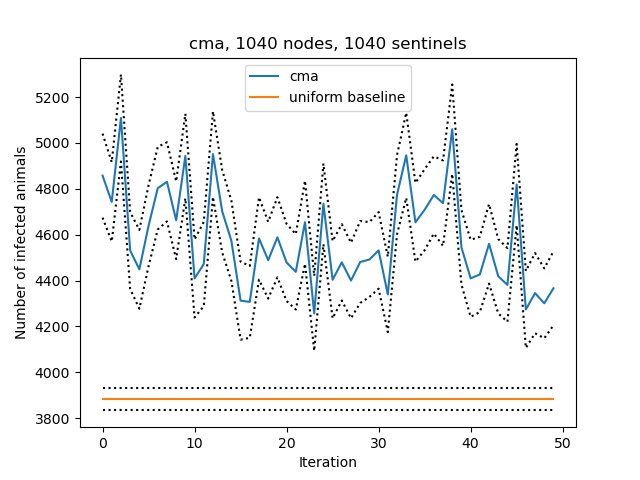 cma, 1040 nodes, 1040 sentinels
cma
uniform baseline
Number of infected animals
5200
5000
4800
4600
4400
4200
4000
3800
0 10 20 30 40 50
Iteration